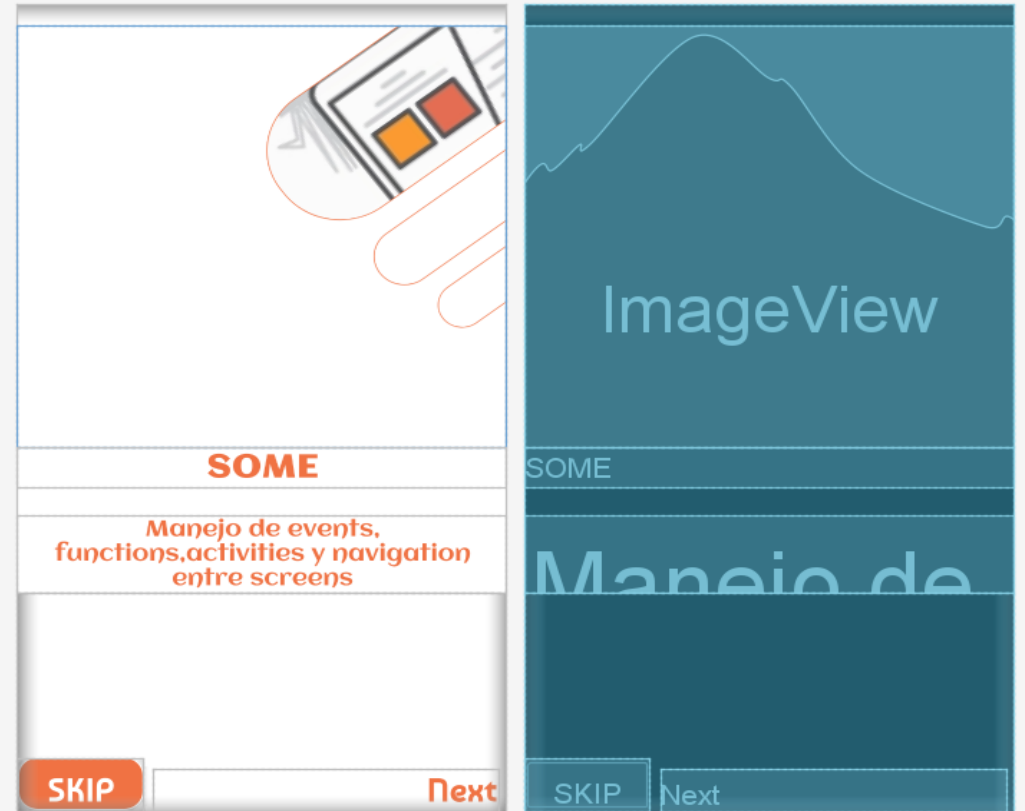 SOME
Manejo de events,
functions,activities y navigation
entre screens
SKIP
Next
ImageView
SOME
Manejo de
SKIP
Next